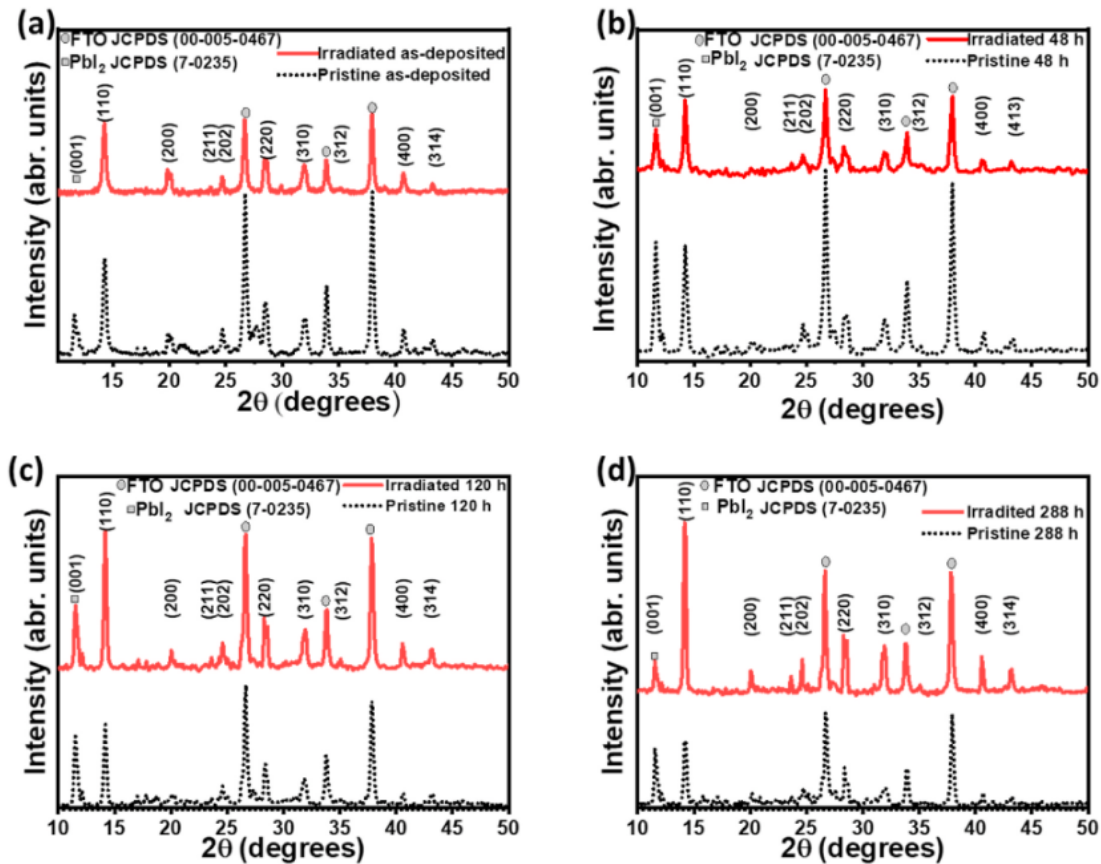 (a)
FTO JCPDS (00-005-0467)
PbI2 JCPDS (7-0235)
Irradiated as-deposited
Pristine as-deposited
(001)
(110)
(200)
(211)
(202)
(220)
(310)
(312)
(400)
(314)
Intensity (abr. units)
15 20 25 30 35 40 45 50
2θ (degrees)
(b)
FTO JCPDS (00-005-0467)
PbI2 JCPDS (7-0235)
Irradiated 48 h
Pristine 48 h
(001)
(110)
(200)
(211)
(202)
(220)
(310)
(312)
(400)
(413)
Intensity (abr. units)
10 15 20 25 30 35 40 45 50
2θ (degrees)
(c)
FTO JCPDS (00-005-0467)
PbI2 JCPDS (7-0235)
Irradiated 120 h
Pristine 120 h
(001)
(110)
(200)
(211)
(202)
(220)
(310)
(312)
(400)
(314)
Intensity (abr. units)
10 15 20 25 30 35 40 45 50
2θ (degrees)
(d)
FTO JCPDS (00-005-0467)
PbI2 JCPDS (7-0235)
Irradited 288 h
Pristine 288 h
(001)
(110)
(200)
(211)
(202)
(220)
(310)
(312)
(400)
(314)
Intensity (abr. units)
10 15 20 25 30 35 40 45 50
2θ (degrees)